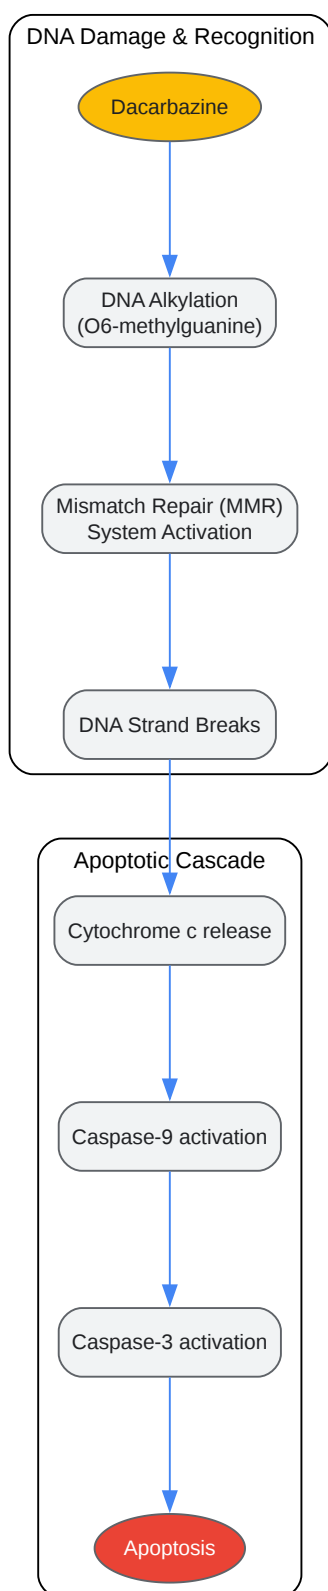 DNA Damage & Recognition
Dacarbazine
DNA Alkylation
(O6-methylguanine)
Mismatch Repair (MMR)
System Activation
DNA Strand Breaks
Apoptotic Cascade
Cytochrome c release
Caspase-9 activation
Caspase-3 activation
Apoptosis